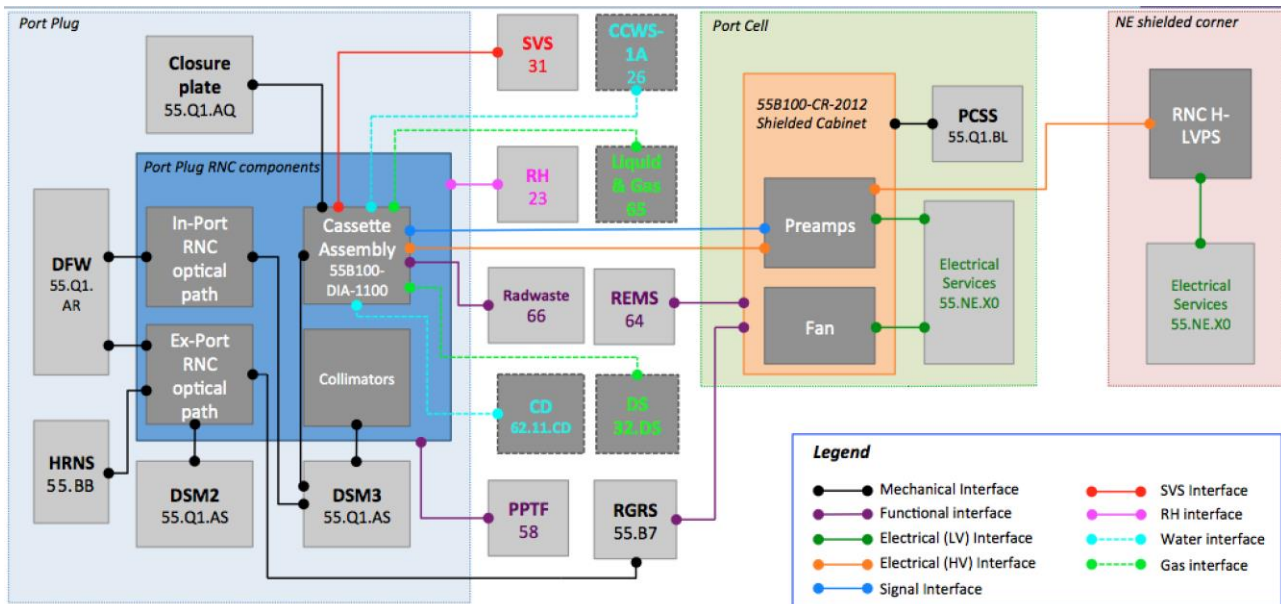 Port Plug
Closure
plate
55.Q1.AQ
SVS
31
CCWS-
1A
26
Port Plug RNC components
RH
23
Liquid
& Gas
65
DFW
55.Q1.
AR
In-Port
RNC
optical
path
Cassette
Assembly
55B100-
DIA-1100
Ex-Port
RNC
optical
path
Collimators
Radwaste
66
REMS
64
CD
62.11.CD
DS
32.DS
HRNS
55.BB
DSM2
55.Q1.AS
DSM3
55.Q1.AS
PPTF
58
RGRS
55.B7
Port Cell
55B100-CR-2012
Shielded Cabinet
PCSS
55.Q1.BL
Preamps
Fan
Electrical
Services
55.NE.X0
NE shielded corner
RNC H-
LVPS
Electrical
Services
55.NE.X0
Legend
Mechanical Interface
Functional interface
Electrical (LV) Interface
Electrical (HV) Interface
Signal Interface
SVS Interface
RH interface
Water interface
Gas interface